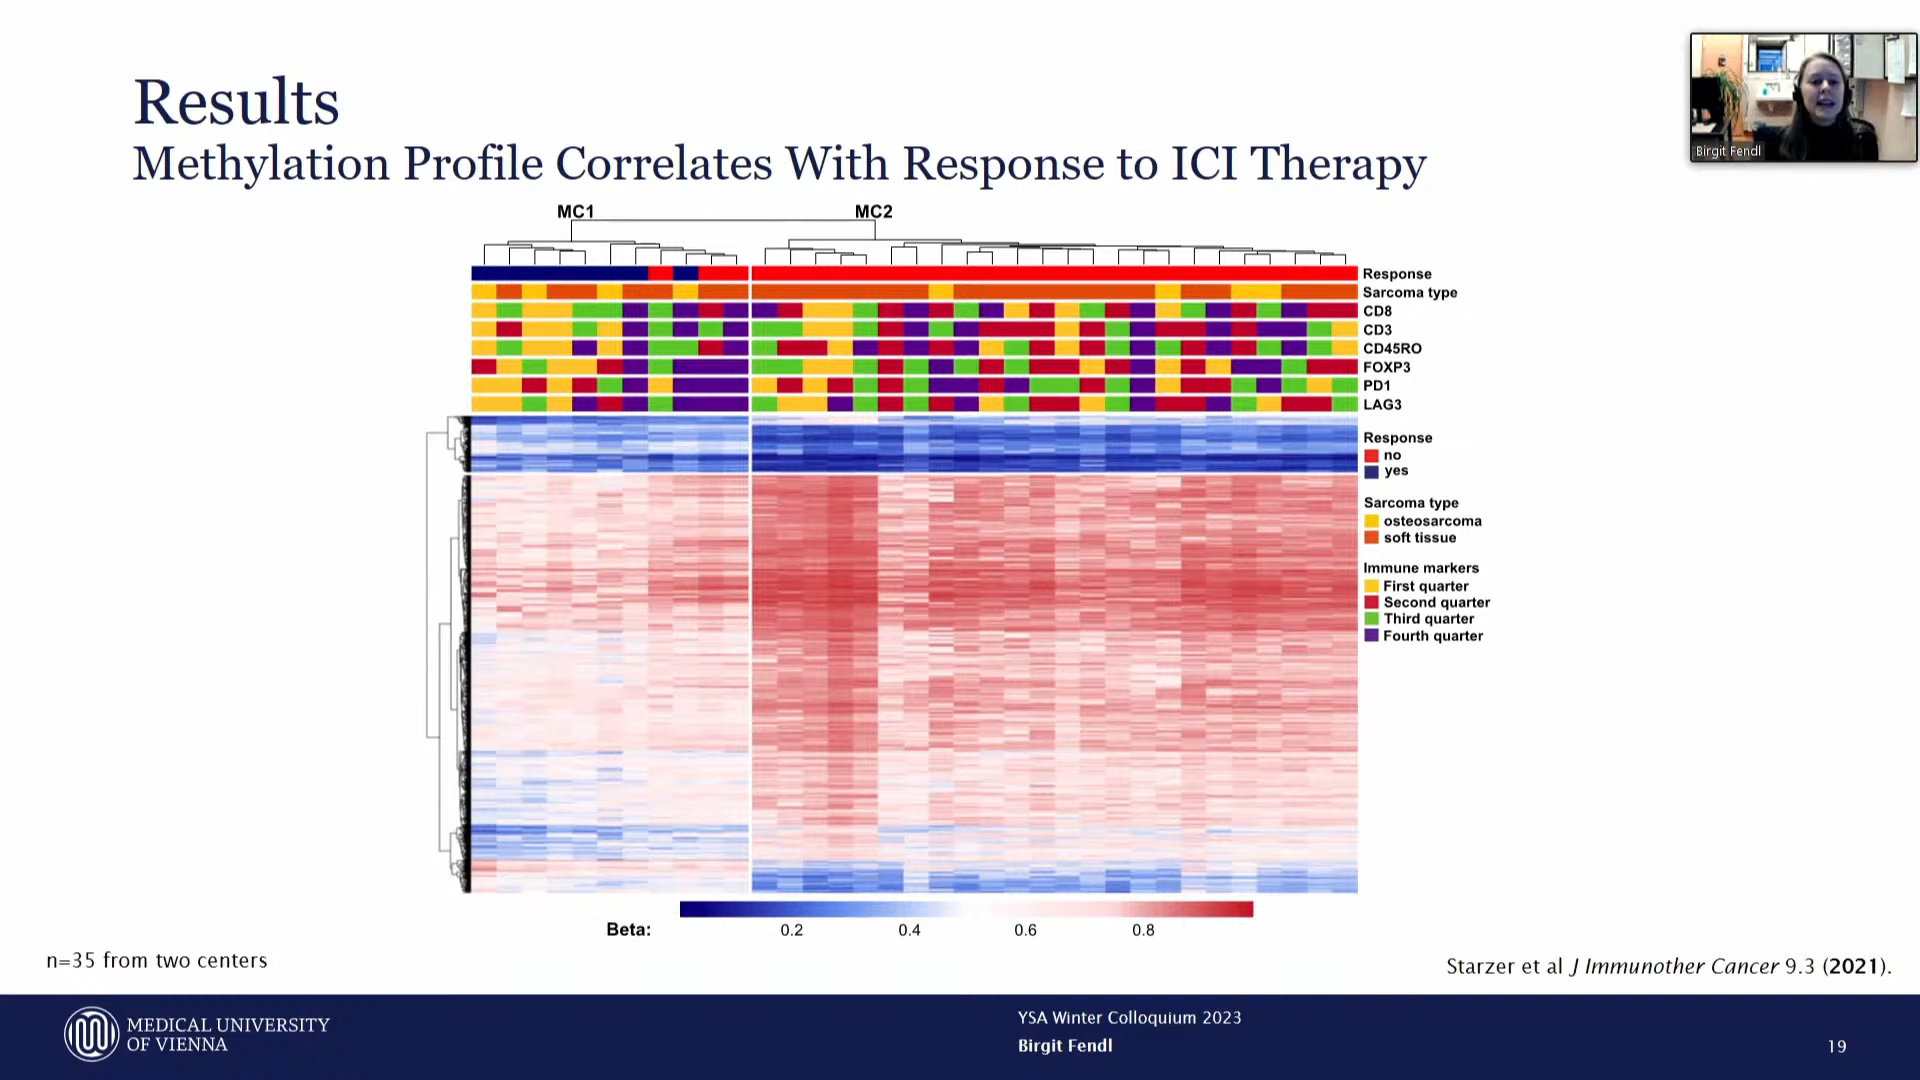 Results
Methylation Profile Correlates With Response to ICI Therapy
Birgit Fendl
MC1
MC2
Response
Sarcoma type
CD8
CD3
CD45RO
FOXP3
PD1
LAG3
Response
no
yes
Sarcoma type
osteosarcoma
soft tissue
Immune markers
First quarter
Second quarter
Third quarter
Fourth quarter
Beta: 0.2 0.4 0.6 0.8
n=35 from two centers
Starzer et al J Immunother Cancer 9.3 (2021).
MEDICAL UNIVERSITY
OF VIENNA
YSA Winter Colloquium 2023
Birgit Fendl
19